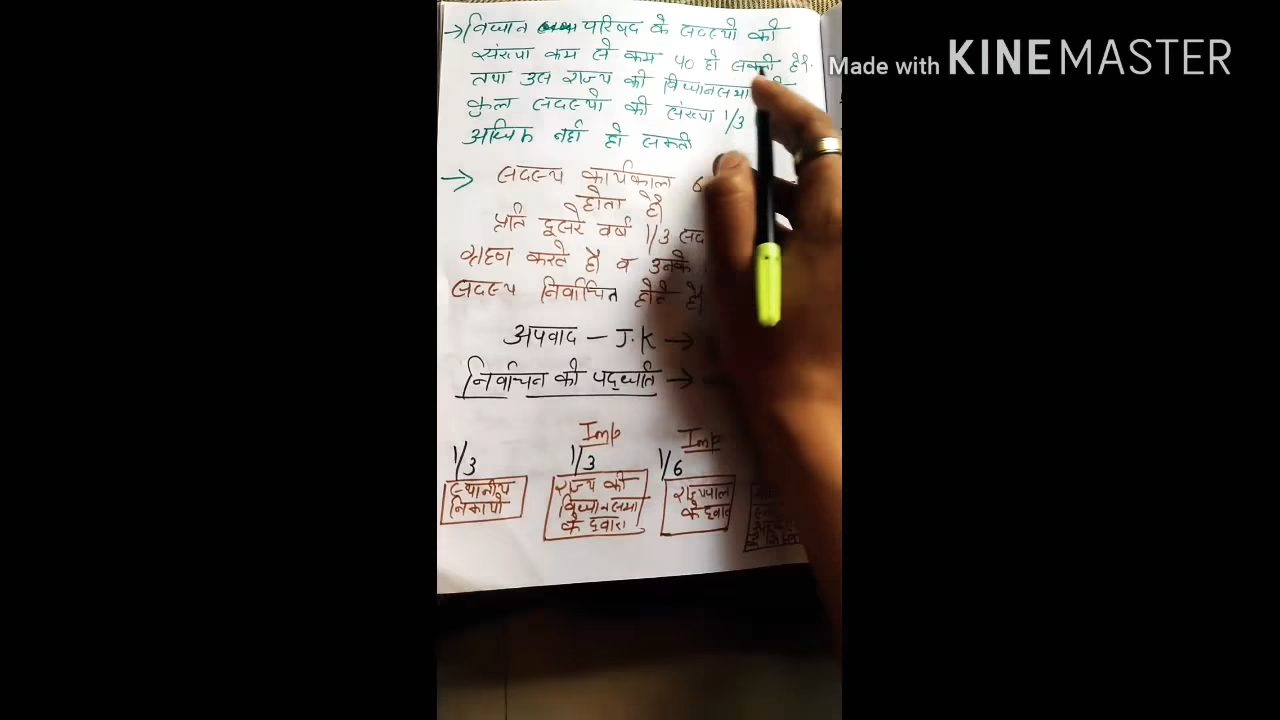 → विधान परिषद के सदस्यो की
संख्या कम से कम 40 हो सकती है।
तथा उस राज्य की विधानसभा की
कुल सदस्यो की संख्या 1/3
अधिक नहीं हो सकती
→ सदस्य कार्यकाल 6
होता है
प्रति दूसरे वर्ष 1/3 सद
ग्रहण करते है व उनके
सदस्य निर्वाचित होते है
अपवाद – J.K →
निर्वाचन की पद्धति →
Imp Imp
1/3 1/3 1/6
स्थानीय राज्य की राज्यपाल
निकायो विधानसभा के द्वारा
के द्वारा
Made with KINEMASTER